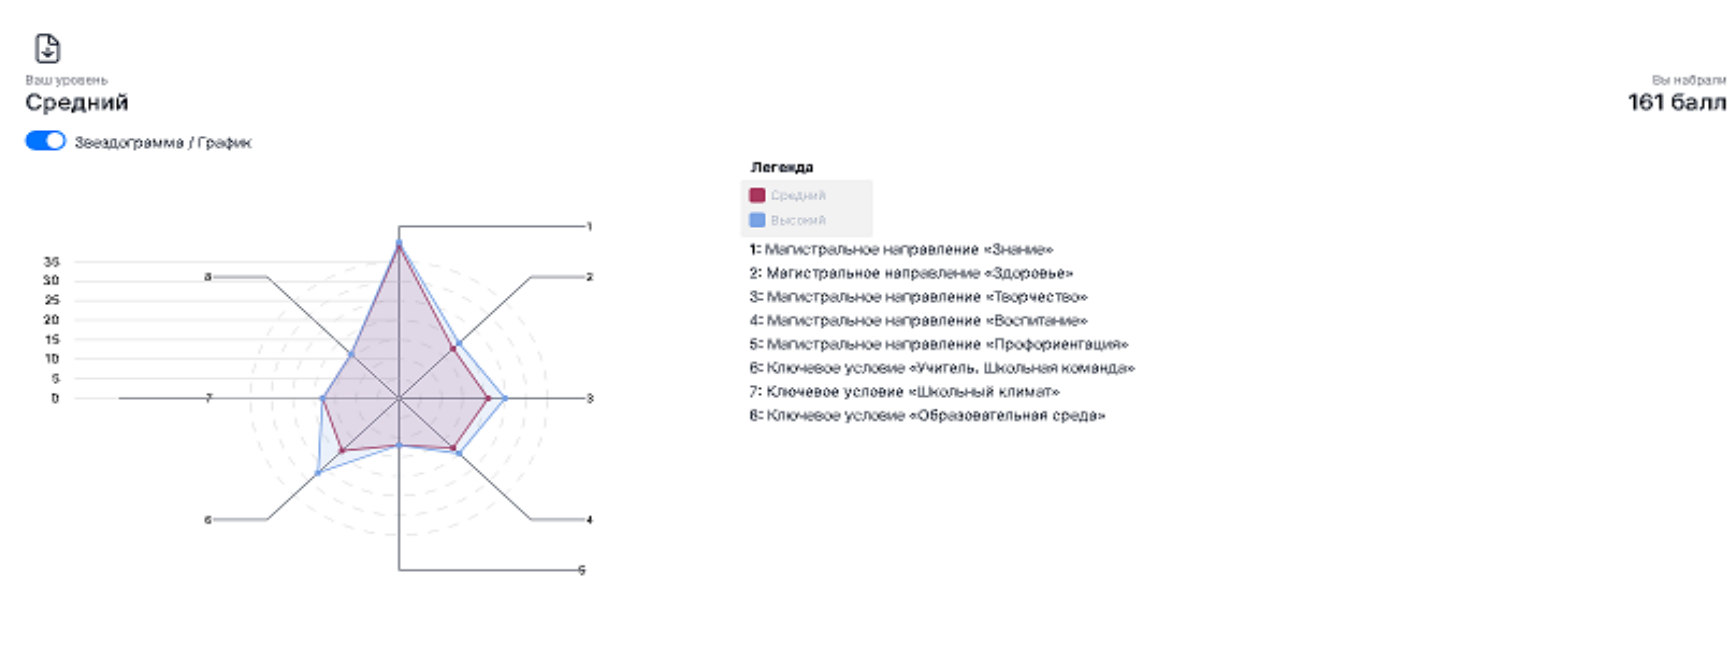 Ваш уровень
Средний
Вы набрали
161 балл
Звездограмма / График
Легенда
Средний
Высокий
1: Магистральное направление «Знание»
2: Магистральное направление «Здоровье»
3: Магистральное направление «Творчество»
4: Магистральное направление «Воспитание»
5: Магистральное направление «Профориентация»
6: Ключевое условие «Учитель. Школьная команда»
7: Ключевое условие «Школьный климат»
8: Ключевое условие «Образовательная среда»
35
30
25
20
15
10
5
0
1
2
3
4
5
6
7
8